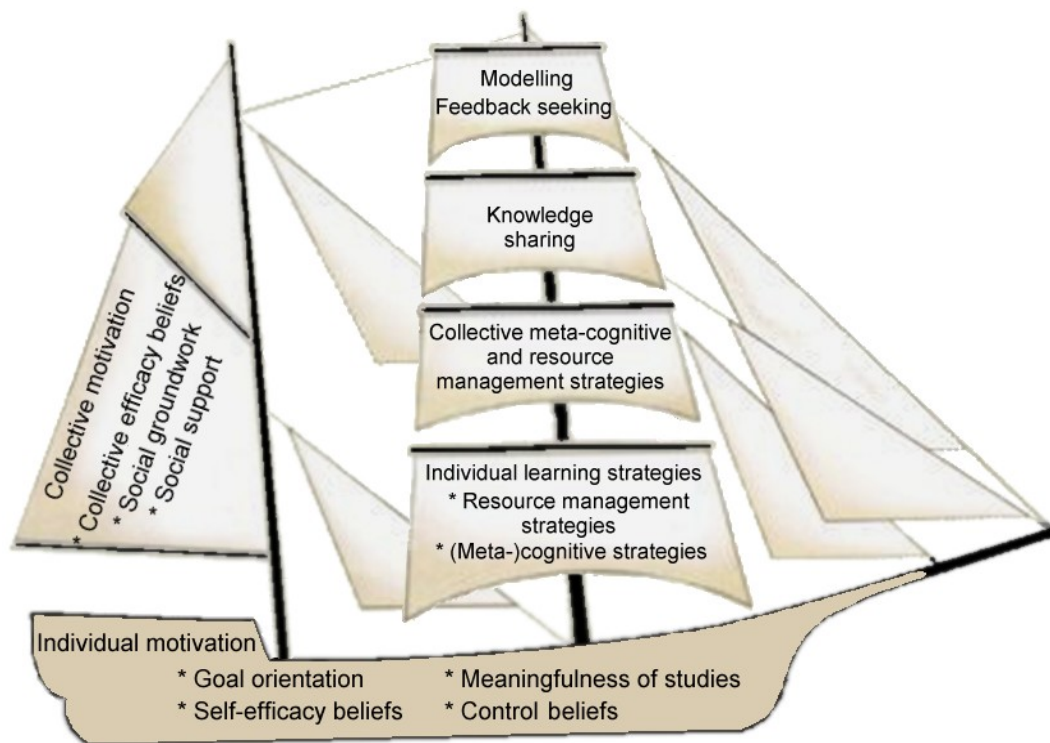 Modelling
Feedback seeking
Knowledge
sharing
Collective meta-cognitive
and resource
management strategies
Individual learning strategies
* Resource management
strategies
* (Meta-)cognitive strategies
Collective motivation
* Collective efficacy beliefs
* Social groundwork
* Social support
Individual motivation
* Goal orientation
* Self-efficacy beliefs
* Meaningfulness of studies
* Control beliefs